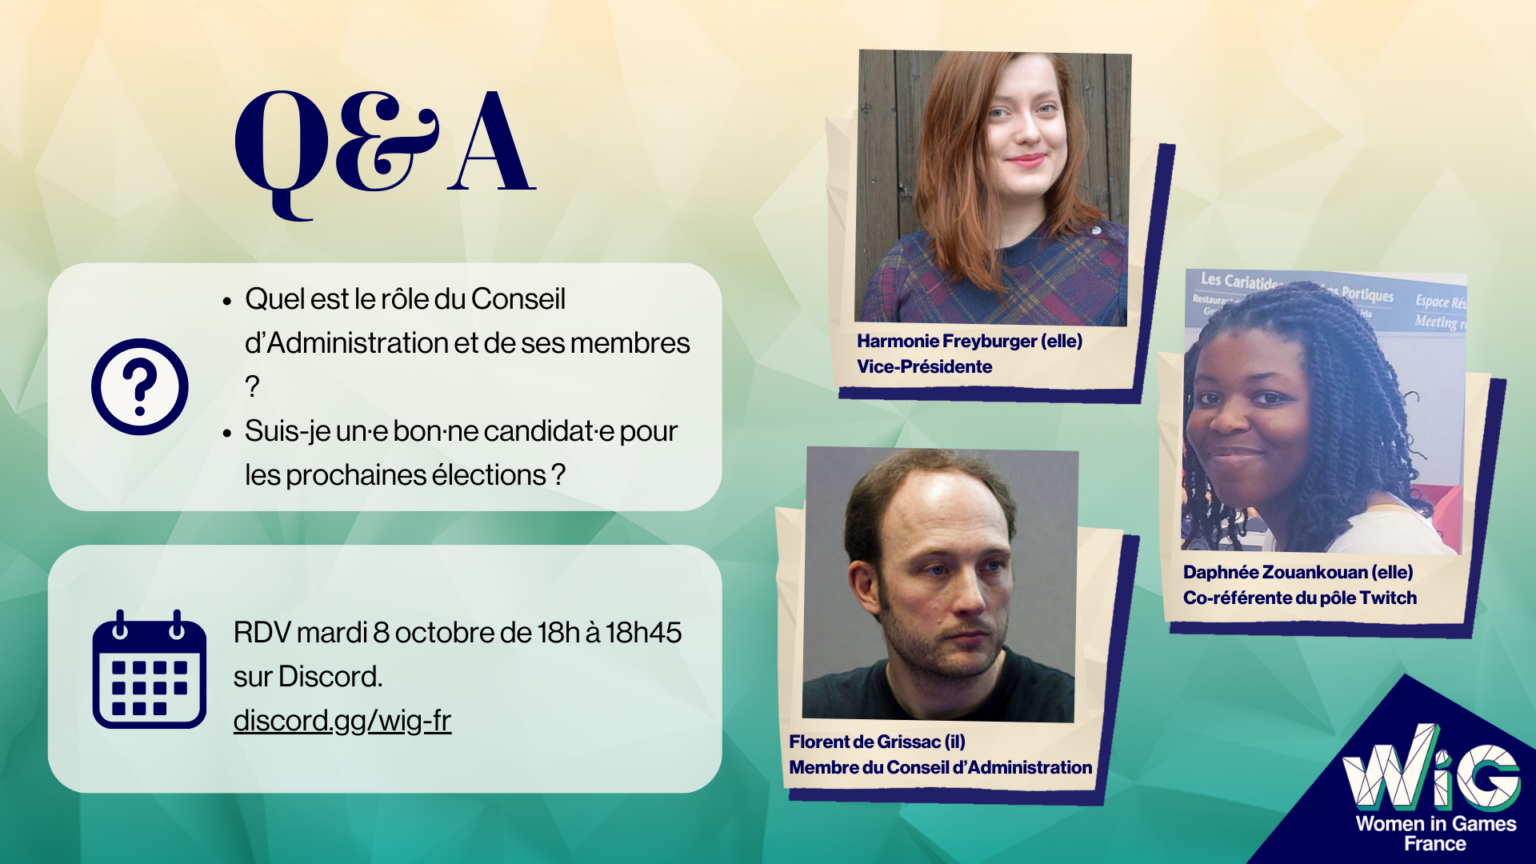 Q&A
• Quel est le rôle du Conseil
d’Administration et de ses membres
?
• Suis-je un·e bon·ne candidat·e pour
les prochaines élections ?
RDV mardi 8 octobre de 18h à 18h45
sur Discord.
discord.gg/wig-fr
Harmonie Freyburger (elle)
Vice-Présidente
Les Cariatide
Portiques
Espace
Meeting
Daphnée Zouankouan (elle)
Co-référente du pôle Twitch
Florent de Grissac (il)
Membre du Conseil d’Administration
WiG
Women in Games
France